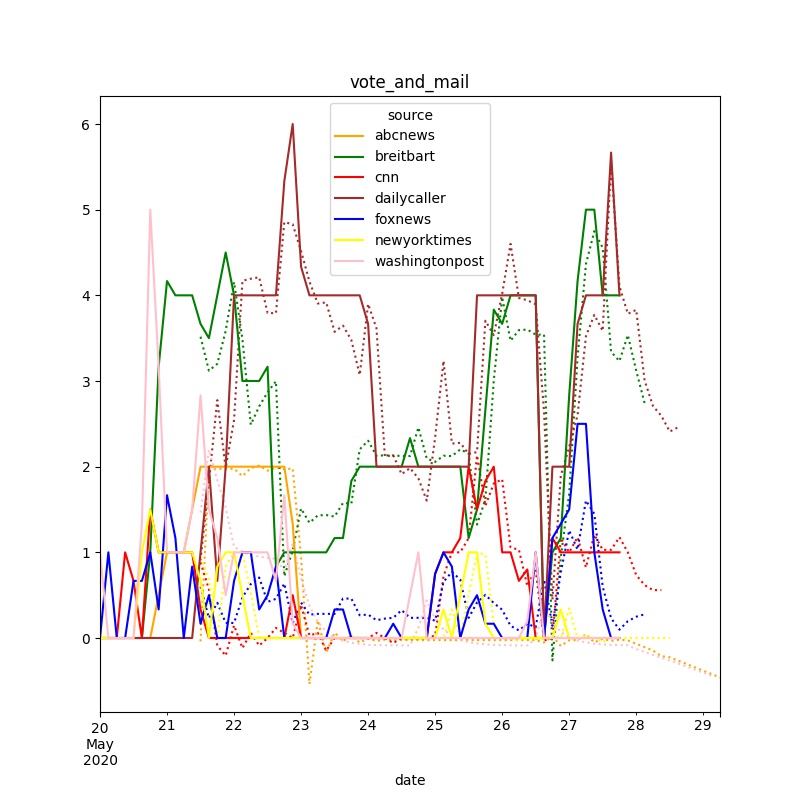 vote_and_mail
source
abcnews
breitbart
cnn
dailycaller
foxnews
newyorktimes
washingtonpost
6
5
4
3
2
1
0
20 21 22 23 24 25 26 27 28 29
May
2020
date